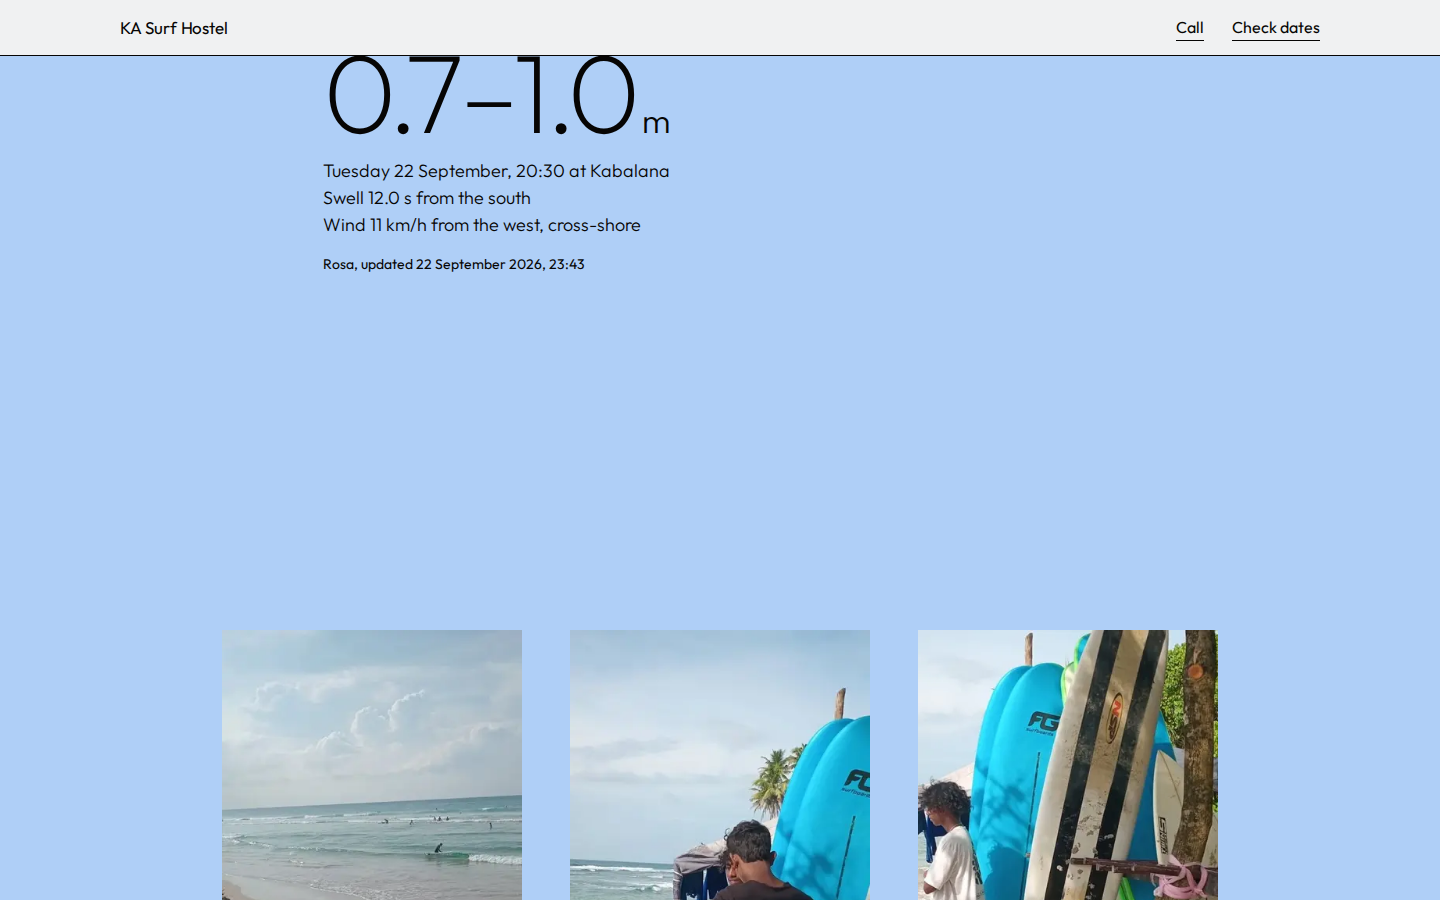 KA Surf Hostel
Call
Check dates
0.7–1.0 m
Tuesday 22 September, 20:30 at Kabalana
Swell 12.0 s from the south
Wind 11 km/h from the west, cross-shore
Rosa, updated 22 September 2026, 23:43
FG